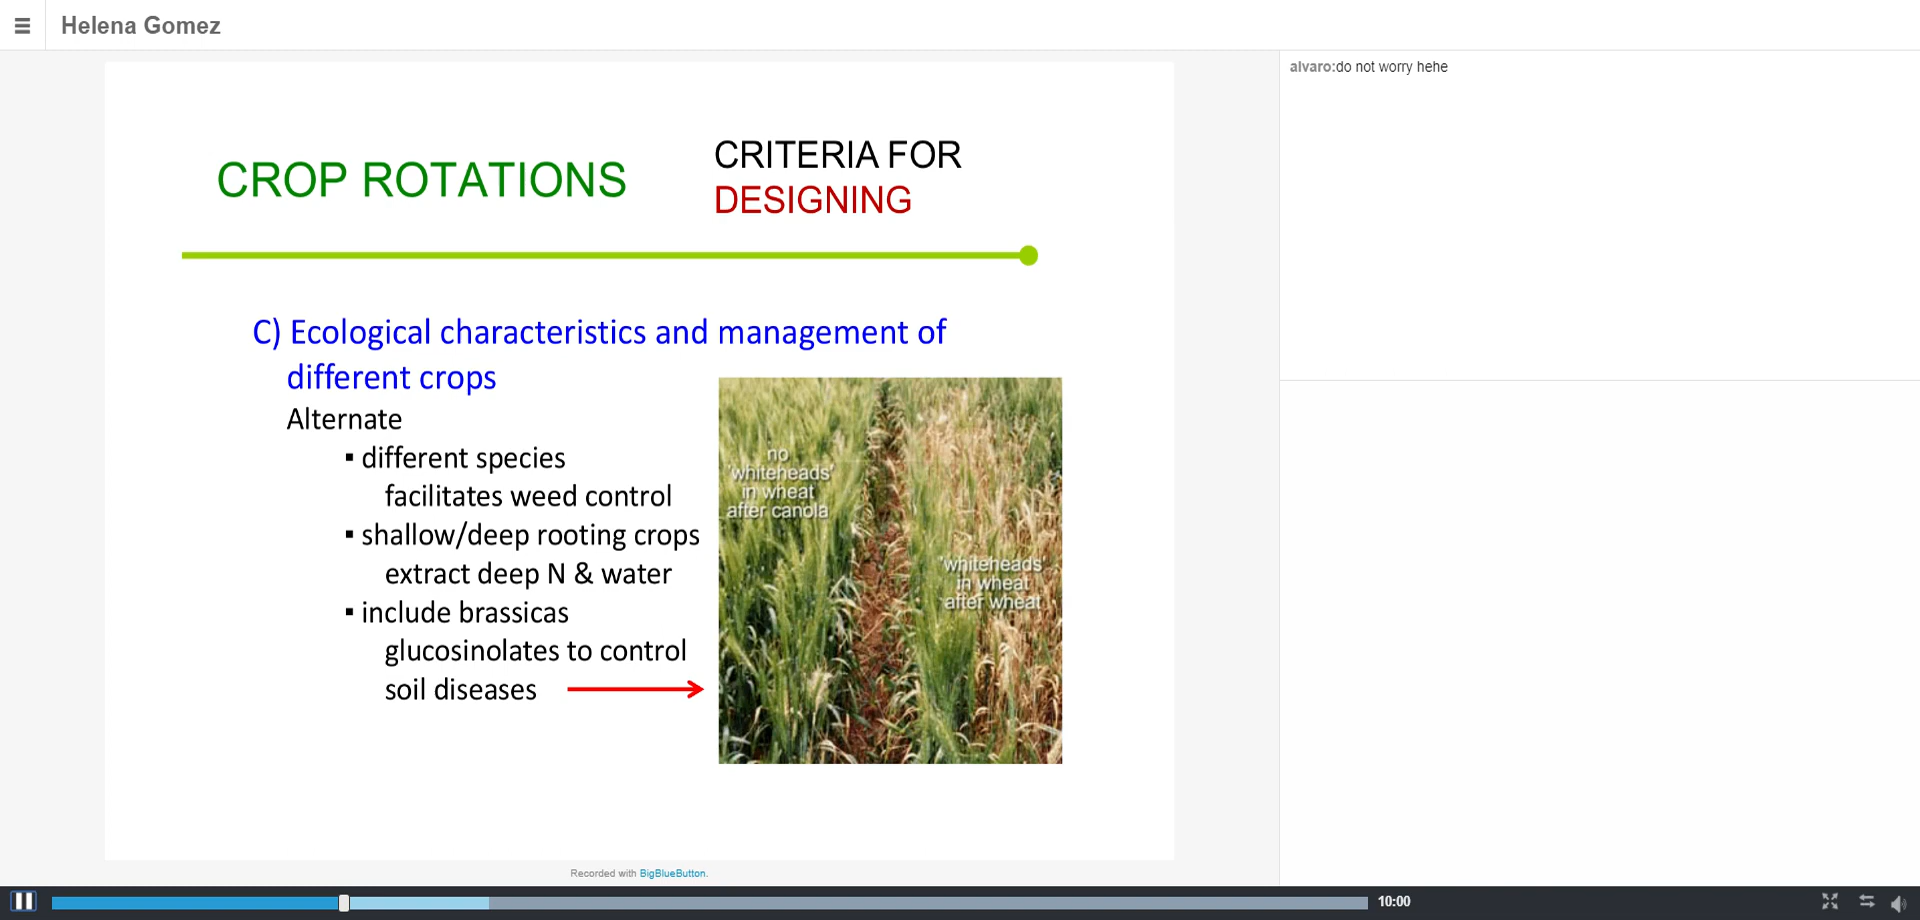 Helena Gomez
alvaro:do not worry hehe
CROP ROTATIONS
CRITERIA FOR
DESIGNING
C) Ecological characteristics and management of
different crops
Alternate
▪ different species
facilitates weed control
▪ shallow/deep rooting crops
extract deep N & water
▪ include brassicas
glucosinolates to control
soil diseases
no
'whiteheads'
in wheat
after canola
'whiteheads'
in wheat
after wheat
Recorded with BigBlueButton.
10:00